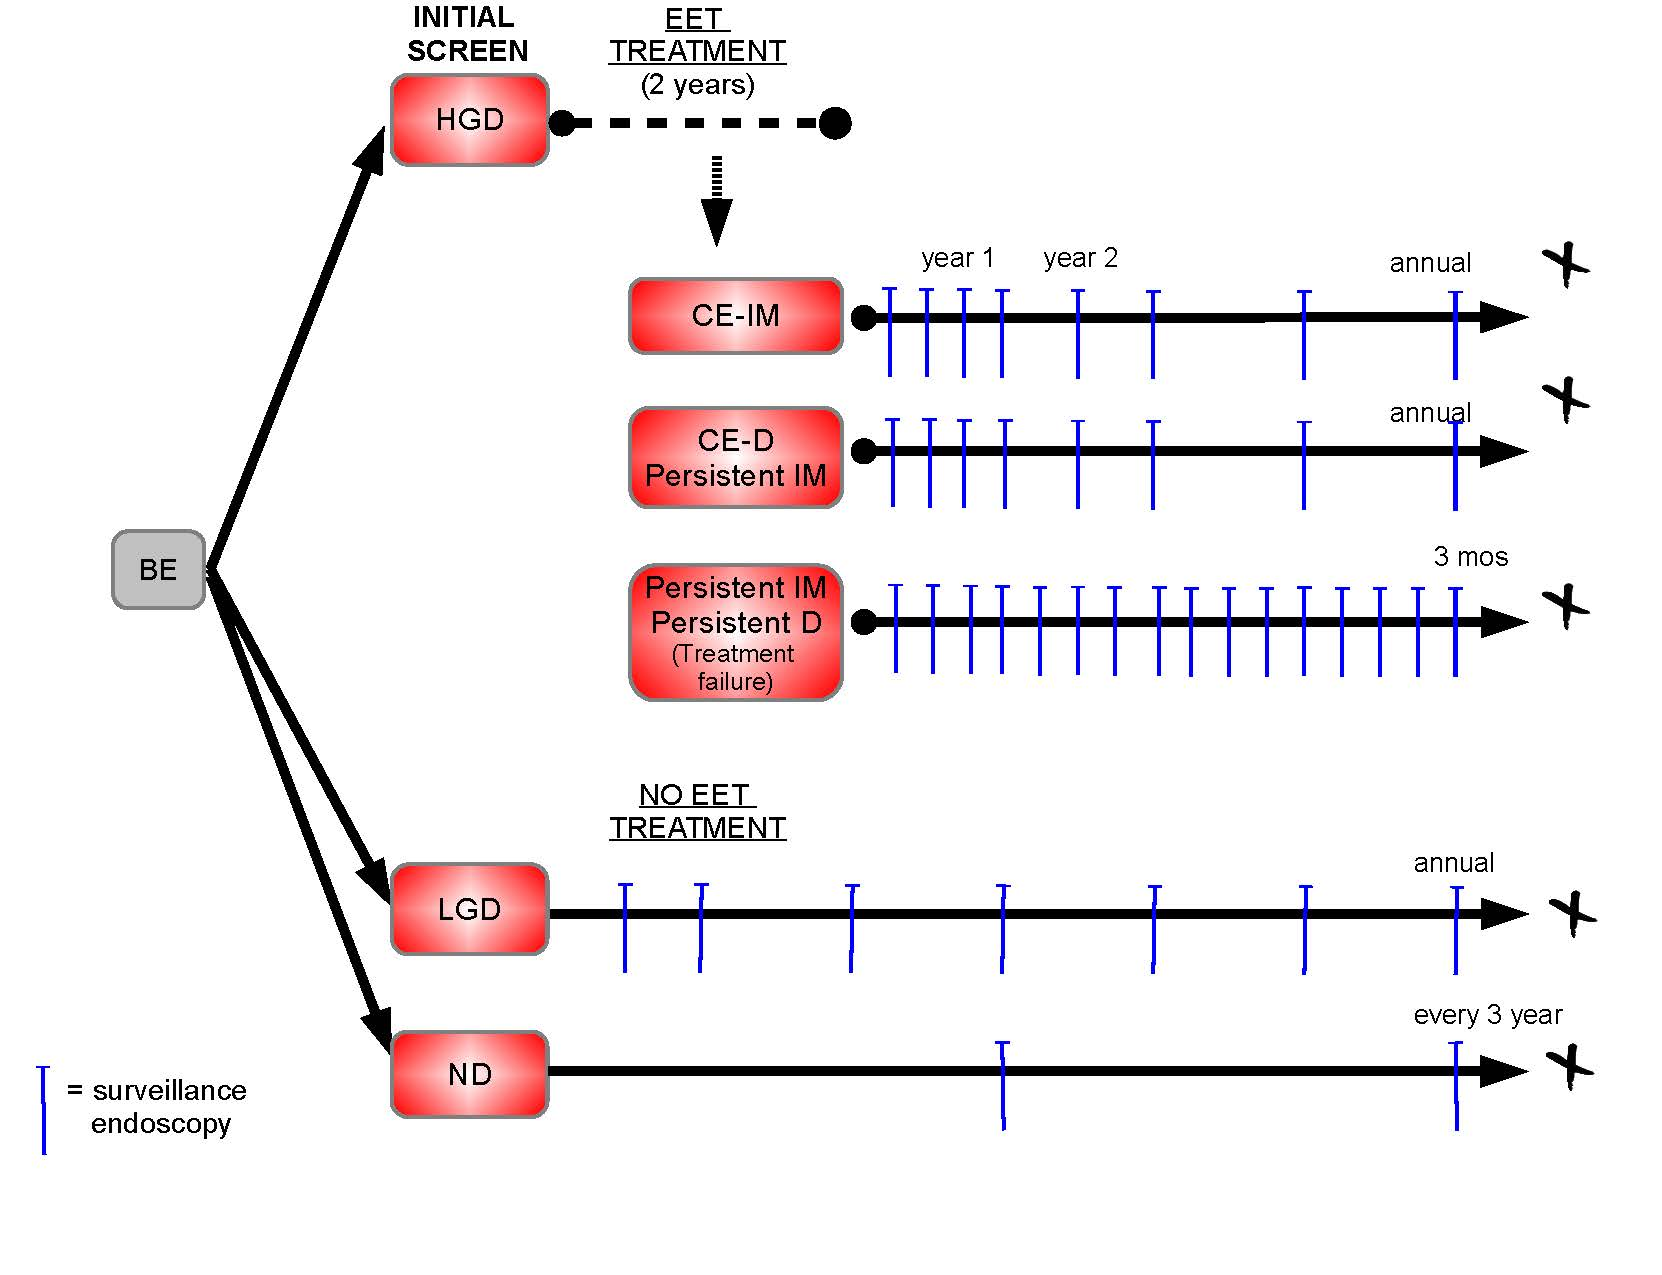 INITIAL
SCREEN
EET
TREATMENT
(2 years)
HGD
year 1
year 2
annual
CE-IM
annual
CE-D
Persistent IM
3 mos
Persistent IM
Persistent D
(Treatment
failure)
BE
NO EET
TREATMENT
annual
LGD
every 3 year
ND
= surveillance
endoscopy